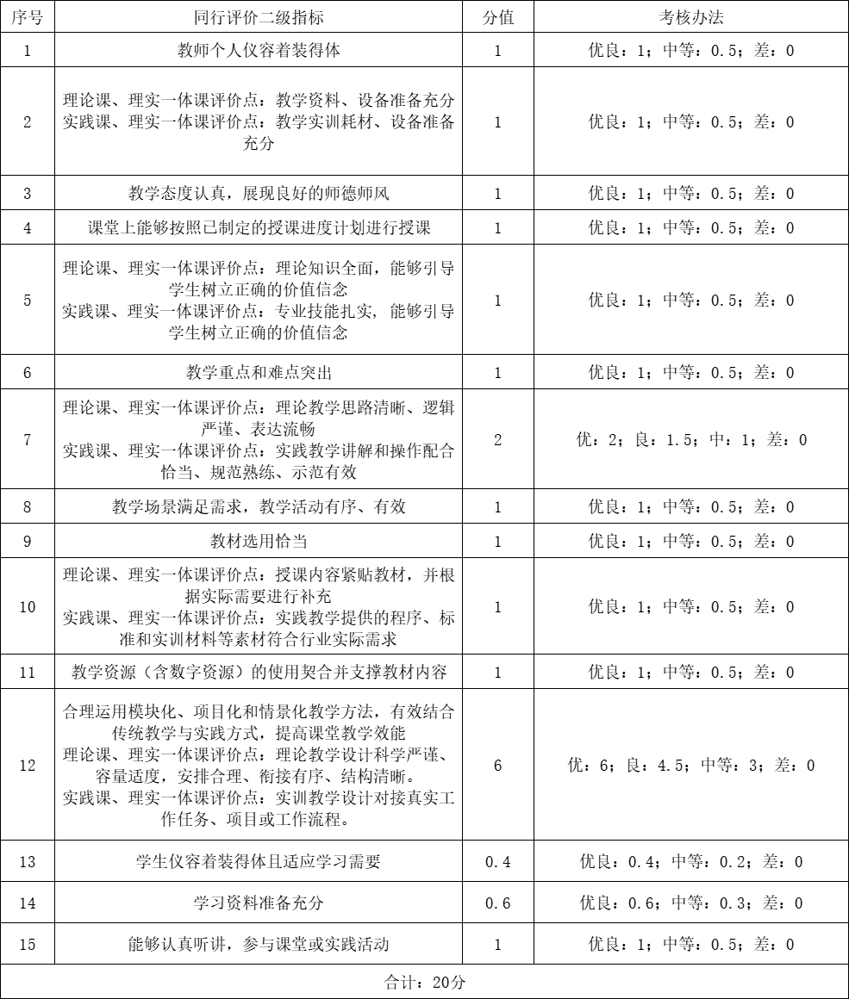 序号 同行评价二级指标 分值 考核办法
1 教师个人仪容着装得体 1 优良：1；中等：0.5；差：0
2 理论课、理实一体课评价点：教学资料、设备准备充分
实践课、理实一体课评价点：教学实训耗材、设备准备
充分 1 优良：1；中等：0.5；差：0
3 教学态度认真，展现良好的师德师风 1 优良：1；中等：0.5；差：0
4 课堂上能够按照已制定的授课进度计划进行授课 1 优良：1；中等：0.5；差：0
5 理论课、理实一体课评价点：理论知识全面，能够引导
学生树立正确的价值信念
实践课、理实一体课评价点：专业技能扎实, 能够引导
学生树立正确的价值信念 1 优良：1；中等：0.5；差：0
6 教学重点和难点突出 1 优良：1；中等：0.5；差：0
7 理论课、理实一体课评价点：理论教学思路清晰、逻辑
严谨、表达流畅
实践课、理实一体课评价点：实践教学讲解和操作配合
恰当、规范熟练、示范有效 2 优：2；良：1.5；中：1；差：0
8 教学场景满足需求，教学活动有序、有效 1 优良：1；中等：0.5；差：0
9 教材选用恰当 1 优良：1；中等：0.5；差：0
10 理论课、理实一体课评价点：授课内容紧贴教材，并根
据实际需要进行补充
实践课、理实一体课评价点：实践教学提供的程序、标
准和实训材料等素材符合行业实际需求 1 优良：1；中等：0.5；差：0
11 教学资源（含数字资源）的使用契合并支撑教材内容 1 优良：1；中等：0.5；差：0
12 合理运用模块化、项目化和情景化教学方法，有效结合
传统教学与实践方式，提高课堂教学效能
理论课、理实一体课评价点：理论教学设计科学严谨、
容量适度，安排合理、衔接有序、结构清晰。
实践课、理实一体课评价点：实训教学设计对接真实工
作任务、项目或工作流程。 6 优：6；良：4.5；中等：3；差：0
13 学生仪容着装得体且适应学习需要 0.4 优良：0.4；中等：0.2；差：0
14 学习资料准备充分 0.6 优良：0.6；中等：0.3；差：0
15 能够认真听讲，参与课堂或实践活动 1 优良：1；中等：0.5；差：0
合计：20分